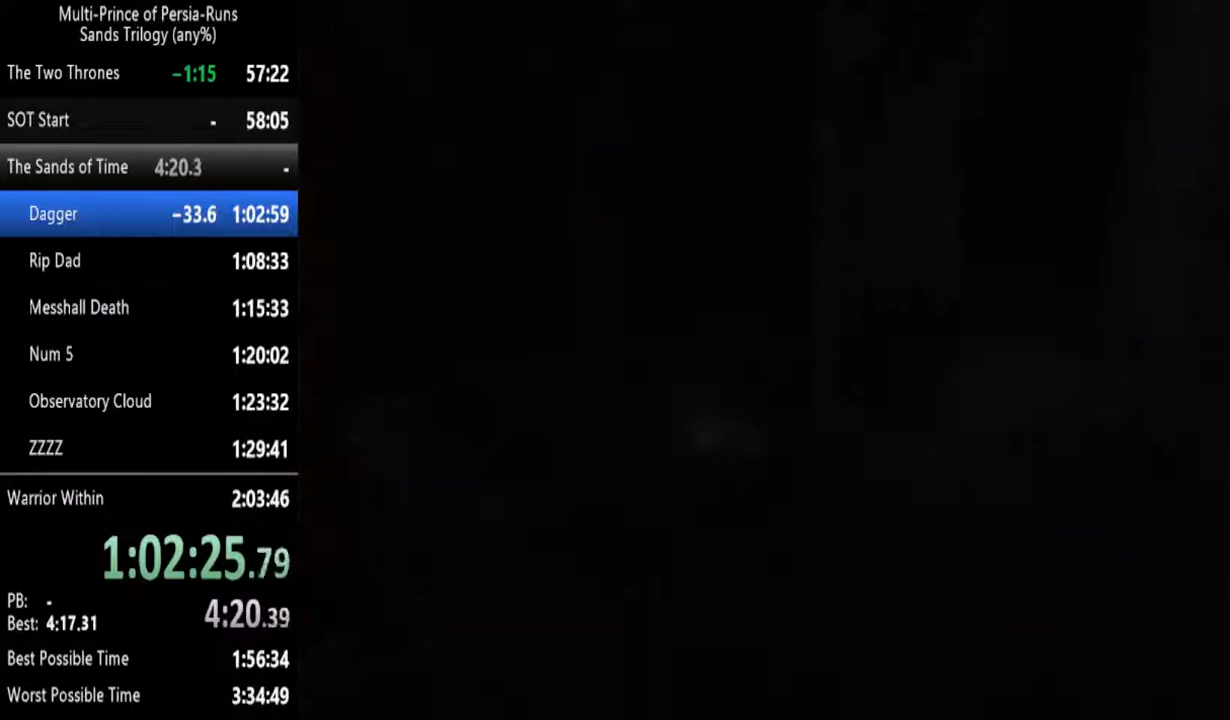 Multi-Prince of Persia-Runs
Sands Trilogy (any%)
The Two Thrones −1:15 57:22
SOT Start - 58:05
The Sands of Time 4:20.3 -
Dagger −33.6 1:02:59
Rip Dad 1:08:33
Messhall Death 1:15:33
Num 5 1:20:02
Observatory Cloud 1:23:32
ZZZZ 1:29:41
Warrior Within 2:03:46
1:02:25.79
PB: -
Best: 4:17.31 4:20.39
Best Possible Time 1:56:34
Worst Possible Time 3:34:49